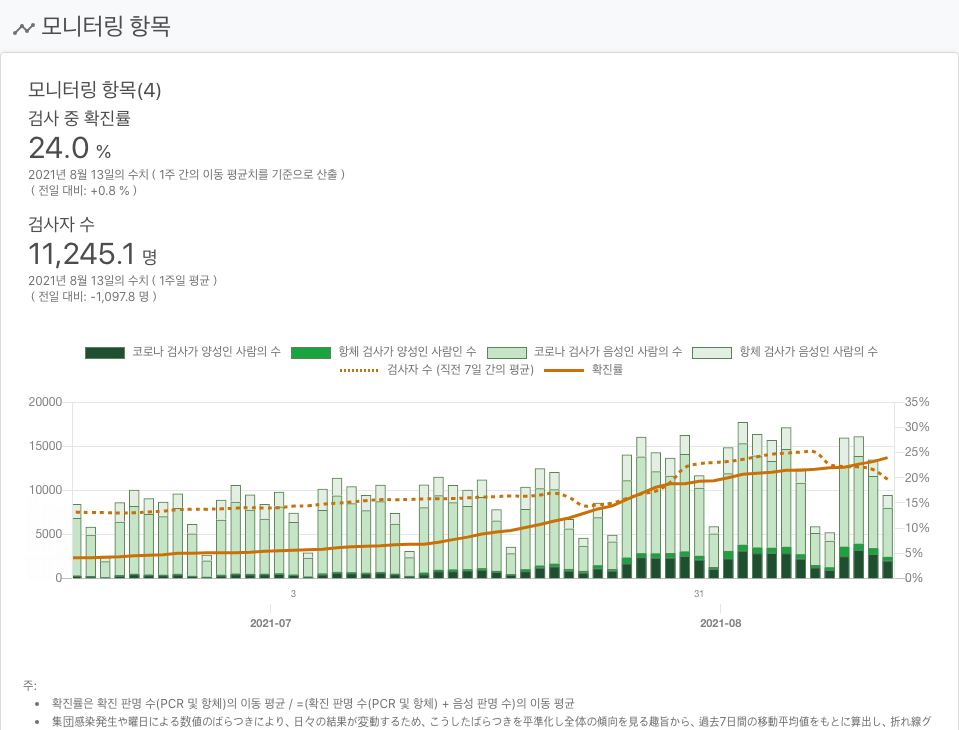 모니터링 항목
모니터링 항목(4)
검사 중 확진률
24.0 %
2021년 8월 13일의 수치 ( 1주 간의 이동 평균치를 기준으로 산출 )
( 전일 대비: +0.8 % )
검사자 수
11,245.1 명
2021년 8월 13일의 수치 ( 1주일 평균 )
( 전일 대비: -1,097.8 명 )
코로나 검사가 양성인 사람의 수 항체 검사가 양성인 사람인 수 코로나 검사가 음성인 사람의 수 항체 검사가 음성인 사람의 수
검사자 수 (직전 7일 간의 평균) 확진률
20000 35%
30%
15000 25%
20%
10000 15%
5000 10%
5%
0 0%
3 31
2021-07 2021-08
주:
• 확진률은 확진 판명 수(PCR 및 항체)의 이동 평균 / =(확진 판명 수(PCR 및 항체) + 음성 판명 수)의 이동 평균
• 集団感染発生や曜日による数値のばらつきにより、日々の結果が変動するため、こうしたばらつきを平準化し全体の傾向を見る趣旨から、過去7日間の移動平均値をもとに算出し、折れ線グ